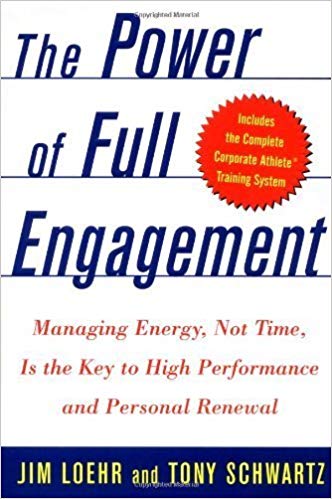 The Power
of Full
Engagement
Includes
the Complete
Corporate Athlete®
Training System
Managing Energy, Not Time,
Is the Key to High Performance
and Personal Renewal
JIM LOEHR and TONY SCHWARTZ